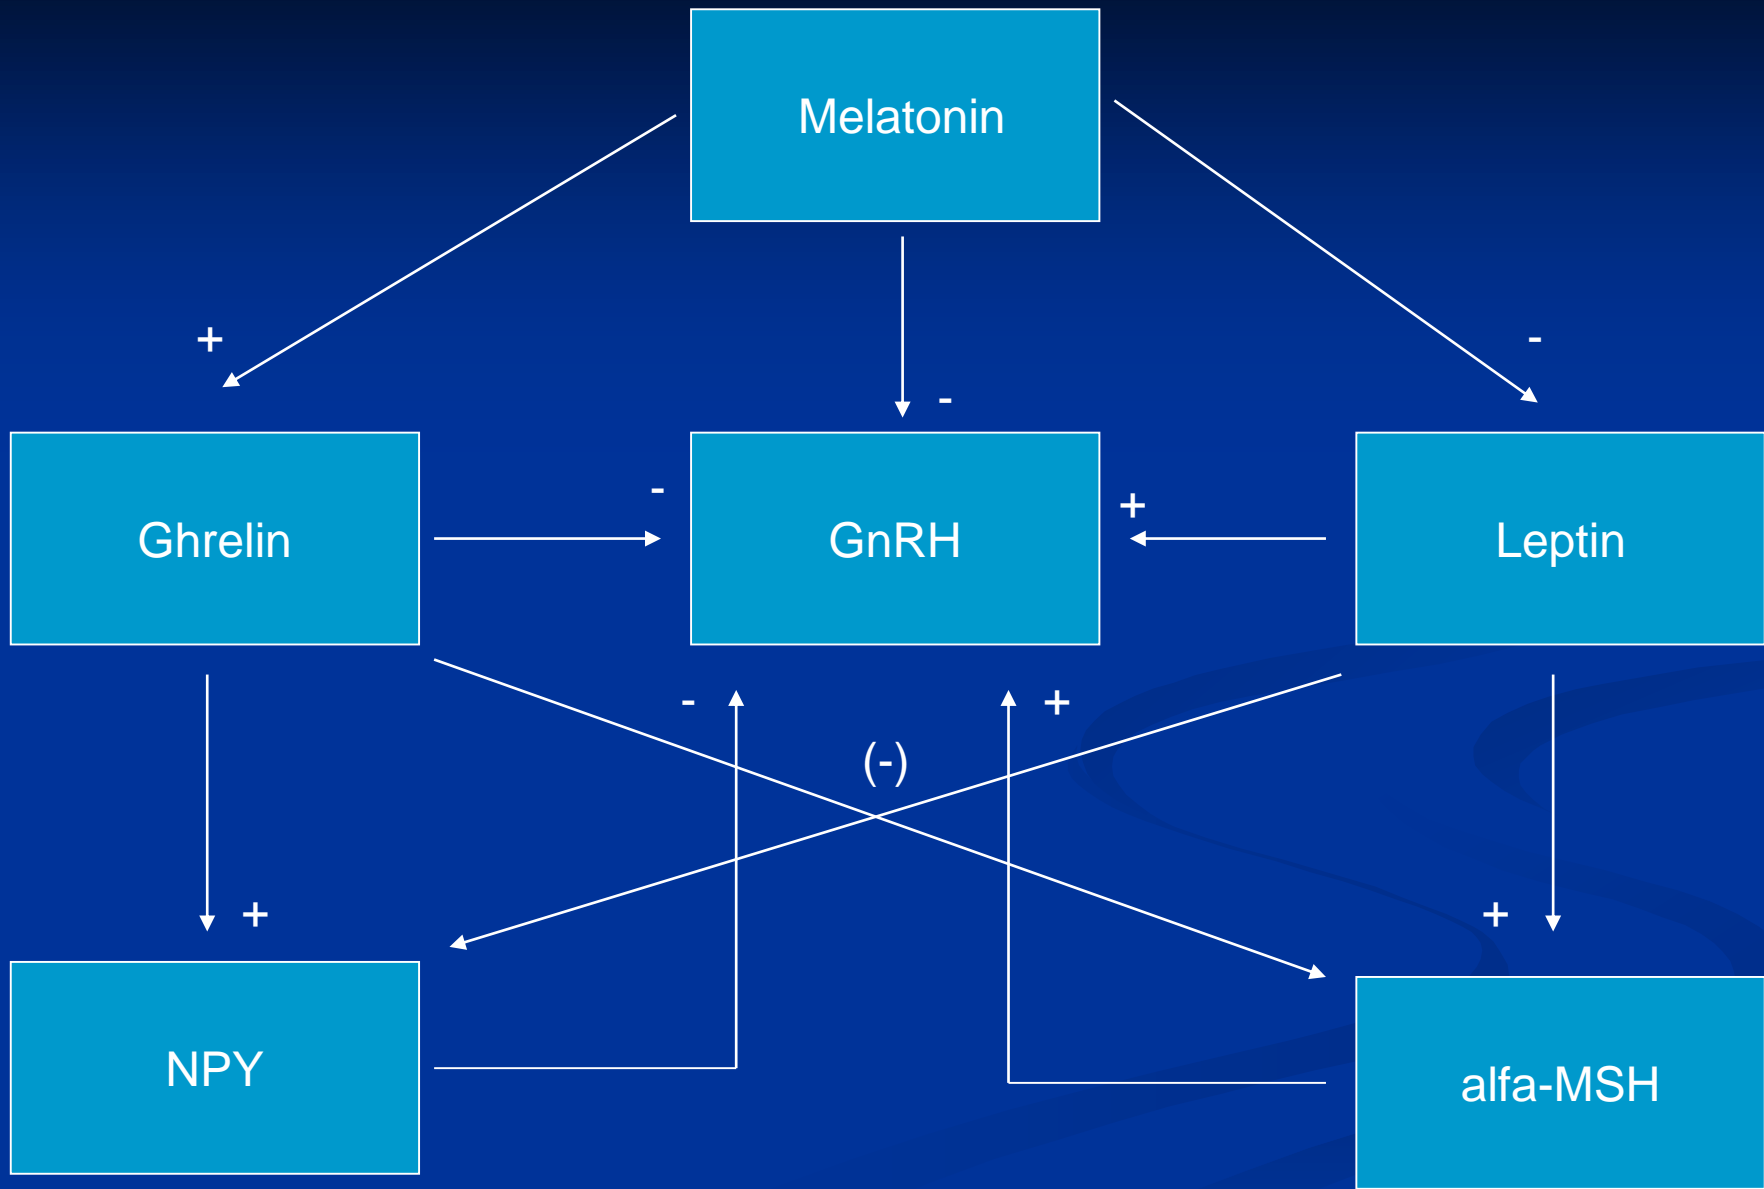 Melatonin
+
-
-
Ghrelin
-
GnRH
+
Leptin
-
+
(-)
+
+
NPY
alfa-MSH